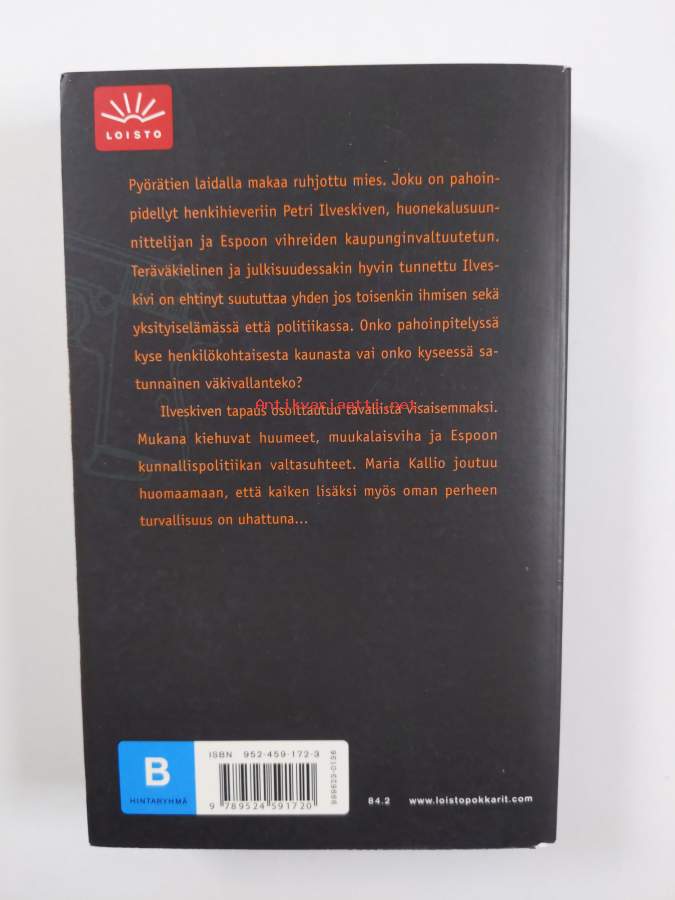 LOISTO
Pyörätien laidalla makaa ruhjottu mies. Joku on pahoin-
pidellyt henkihieveriin Petri Ilveskiven, huonekalusuun-
nittelijan ja Espoon vihreiden kaupunginvaltuutetun.
Teräväkielinen ja julkisuudessakin hyvin tunnettu Ilves-
kivi on ehtinyt suututtaa yhden jos toisenkin ihmisen sekä
yksityiselämässä että politiikassa. Onko pahoinpitelyssä
kyse henkilökohtaisesta kaunasta vai onko kyseessä sa-
tunnainen väkivallanteko?
Antikvariaatti.net
Ilveskiven tapaus osoittautuu tavallista visaisemmaksi.
Mukana kiehuvat huumeet, muukalaisviha ja Espoon
kunnallispolitiikan valtasuhteet. Maria Kallio joutuu
huomaamaan, että kaiken lisäksi myös oman perheen
turvallisuus on uhattuna...
B
HINTARYHMÄ
ISBN 952-459-172-3
9 789524 591720
999623-0136
84.2 www.loistopokkarit.com